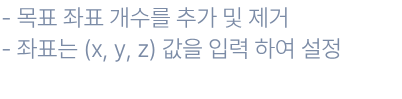 - 목표 좌표 개수를 추가 및 제거
- 좌표는 (x, y, z) 값을 입력 하여 설정